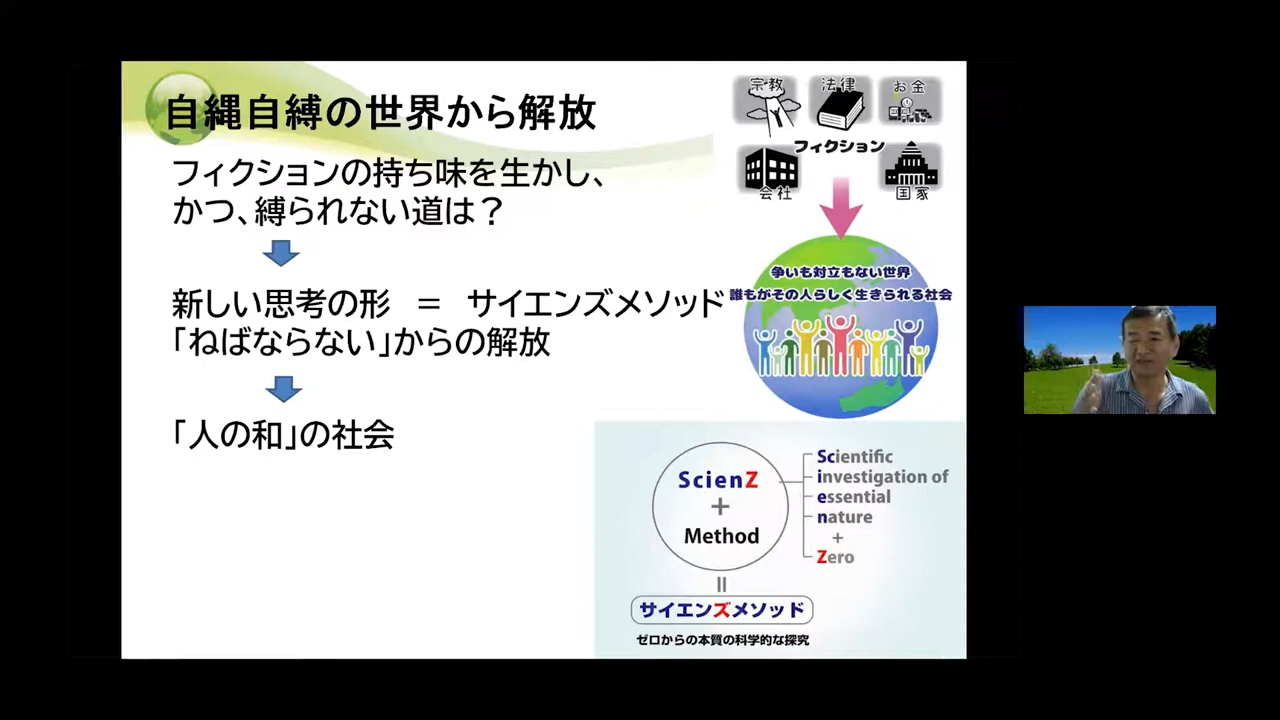 自縄自縛の世界から解放
フィクションの持ち味を生かし、
かつ、縛られない道は？
新しい思考の形　＝　サイエンズメソッド
「ねばならない」からの解放
「人の和」の社会
宗教
法律
お金
フィクション
会社
国家
争いも対立もない世界
誰もがその人らしく生きられる社会
ScienZ
+
Method
Scientific
investigation of
essential
nature
+
Zero
=
サイエンズメソッド
ゼロからの本質の科学的な探究